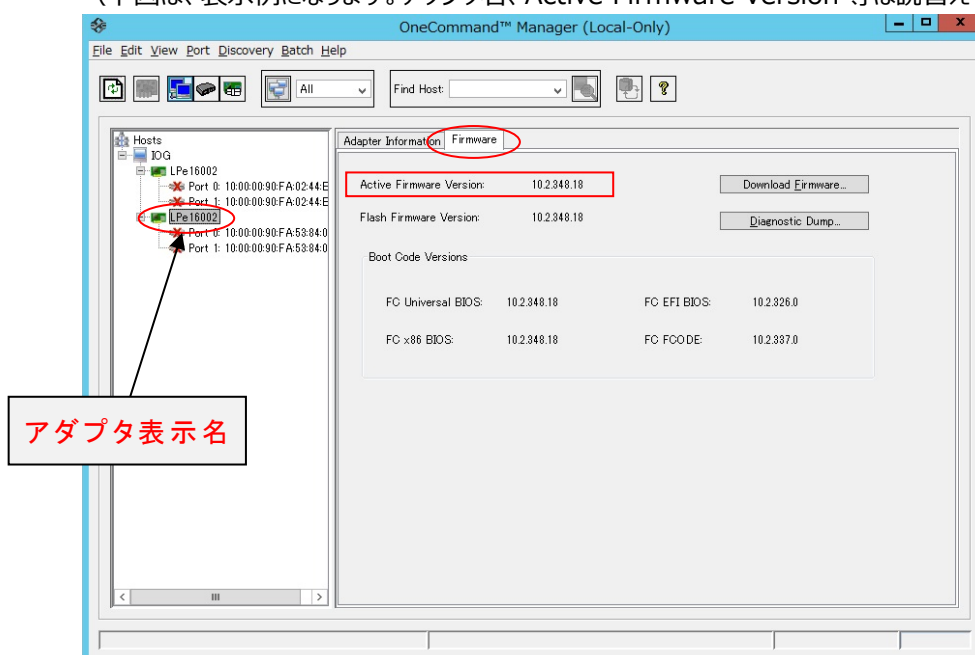 OneCommand™ Manager (Local-Only)
File Edit View Port Discovery Batch Help
All
Find Host:
Hosts
IOG
LPe16002
Port 0: 10:00:00:90:FA:02:44:E
Port 1: 10:00:00:90:FA:02:44:E
LPe16002
Port 0: 10:00:00:90:FA:53:84:0
Port 1: 10:00:00:90:FA:53:84:0
Adapter Information Firmware
Active Firmware Version: 10.2.348.18 Download Firmware...
Flash Firmware Version: 10.2.348.18 Diagnostic Dump...
Boot Code Versions
FC Universal BIOS: 10.2.348.18 FC EFI BIOS: 10.2.326.0
FC x86 BIOS: 10.2.348.18 FC FCODE: 10.2.337.0
アダプタ表示名